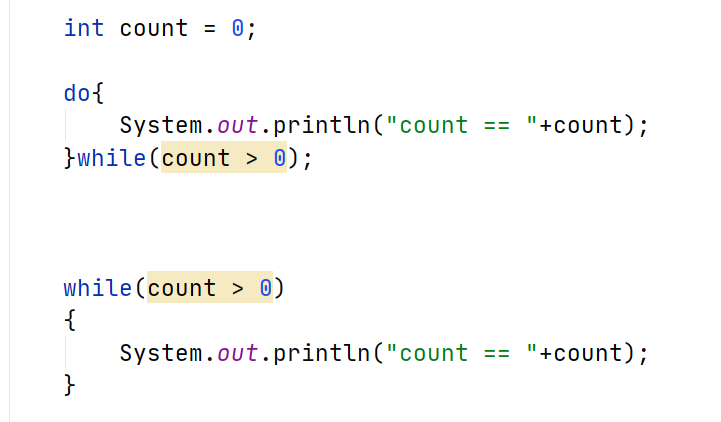 int count = 0;
do{
System.out.println("count == "+count);
}while(count > 0);
while(count > 0)
{
System.out.println("count == "+count);
}